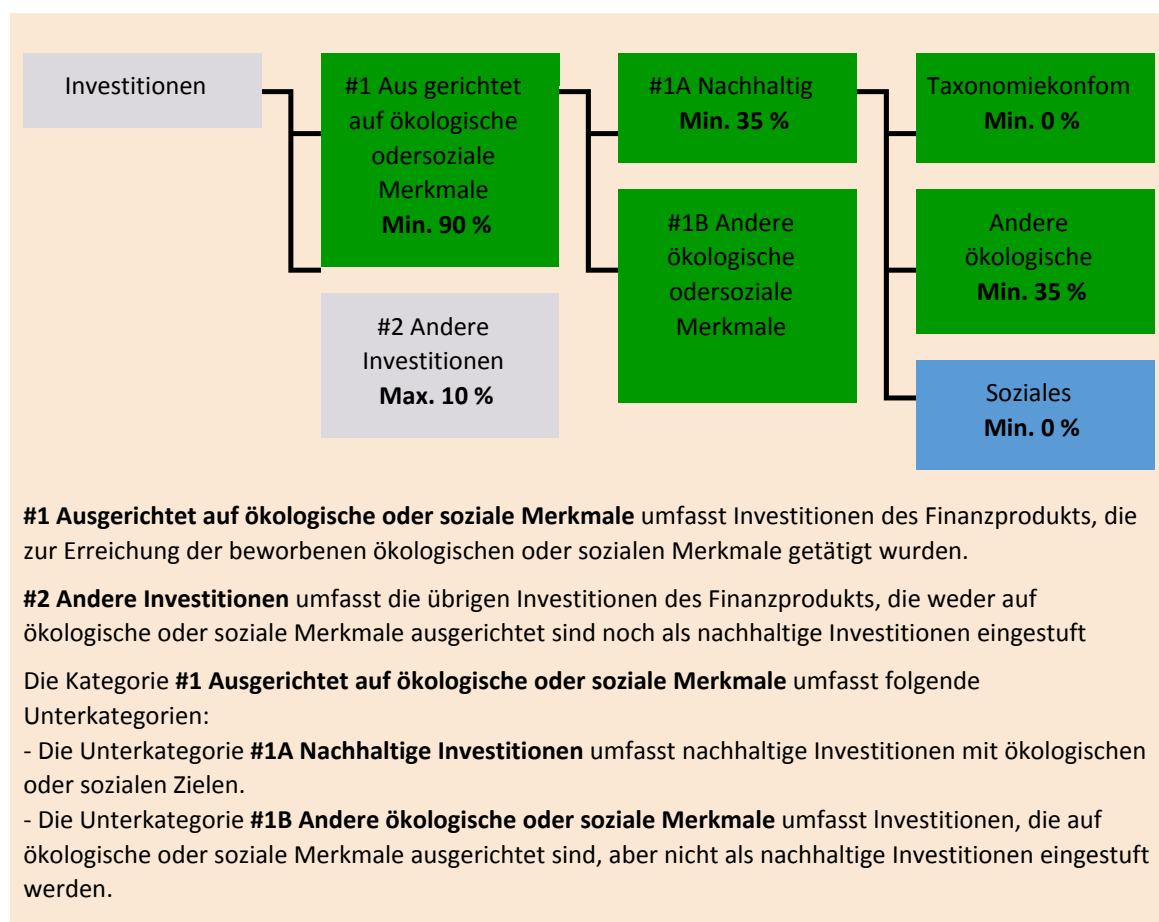 Investitionen
#1 Aus gerichtet
auf ökologische
odersoziale
Merkmale
Min. 90 %
#2 Andere
Investitionen
Max. 10 %
#1A Nachhaltig
Min. 35 %
#1B Andere
ökologische
odersoziale
Merkmale
Taxonomiekonfom
Min. 0 %
Andere
ökologische
Min. 35 %
Soziales
Min. 0 %
#1 Ausgerichtet auf ökologische oder soziale Merkmale umfasst Investitionen des Finanzprodukts, die
zur Erreichung der beworbenen ökologischen oder sozialen Merkmale getätigt wurden.
#2 Andere Investitionen umfasst die übrigen Investitionen des Finanzprodukts, die weder auf
ökologische oder soziale Merkmale ausgerichtet sind noch als nachhaltige Investitionen eingestuft
Die Kategorie #1 Ausgerichtet auf ökologische oder soziale Merkmale umfasst folgende
Unterkategorien:
- Die Unterkategorie #1A Nachhaltige Investitionen umfasst nachhaltige Investitionen mit ökologischen
oder sozialen Zielen.
- Die Unterkategorie #1B Andere ökologische oder soziale Merkmale umfasst lnvestitionen, die auf
ökologische oder soziale Merkmale ausgerichtet sind, aber nicht als nachhaltige Investitionen eingestuft
werden.